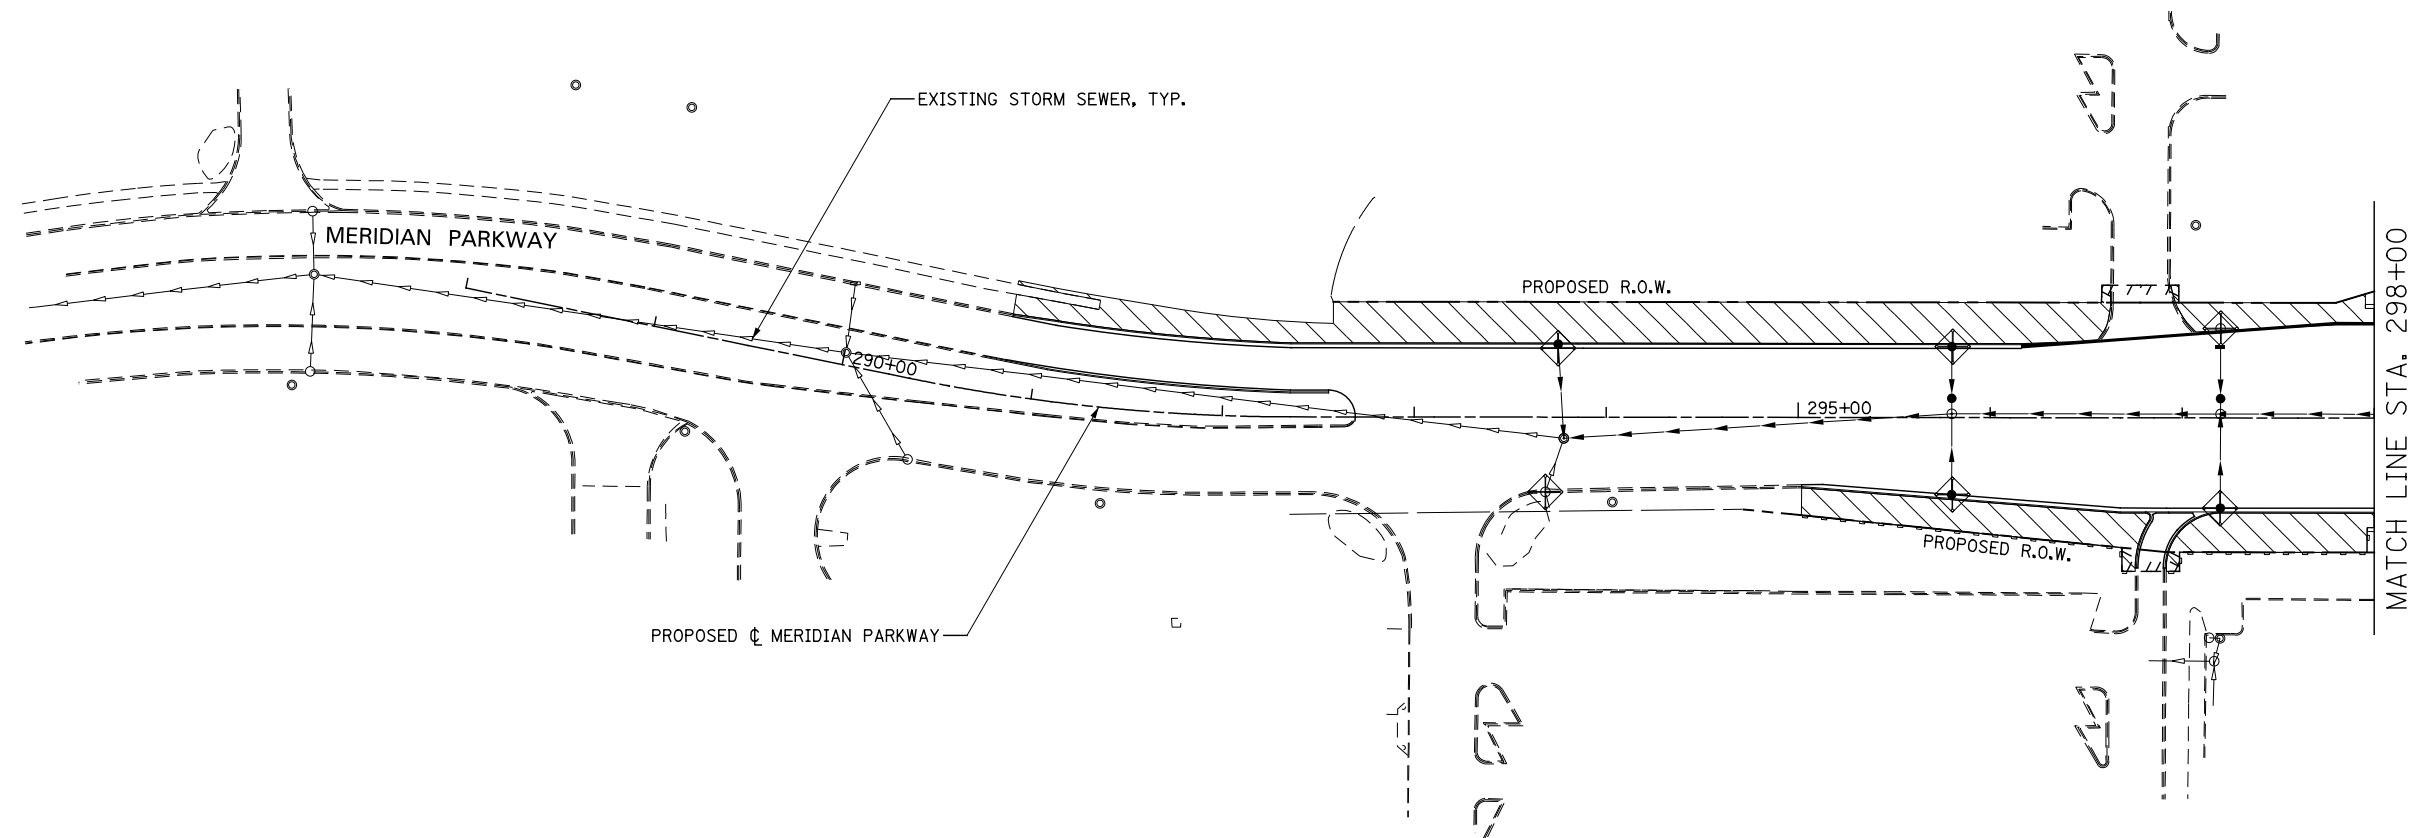 EXISTING STORM SEWER, TYP.
MERIDIAN PARKWAY
PROPOSED R.O.W.
290+00
295+00
PROPOSED R.O.W.
PROPOSED ℄ MERIDIAN PARKWAY
MATCH LINE STA. 298+00